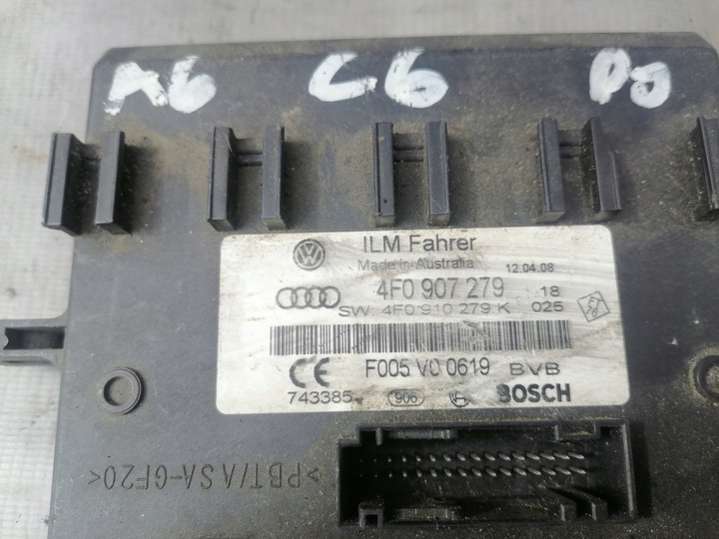 A6 C6
ILM Fahrer
Made in Australia 12.04.08
4F0 907 279 18
SW: 4F0 910 279 K 025
F005 V0 0619 BVB
CE
743385 906 BOSCH
>PBT/ASA-GF20<